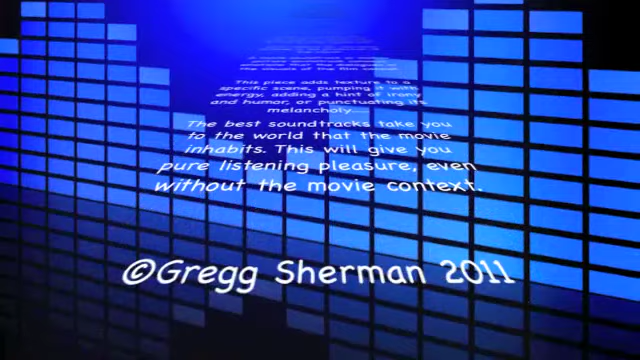 This piece adds texture to a
specific scene, pumping it with
energy, adding a hint of irony
and humor, or punctuating its
melancholy....
The best soundtracks take you
to the world that the movie
inhabits. This will give you
pure listening pleasure, even
without the movie context.
©Gregg Sherman 2011